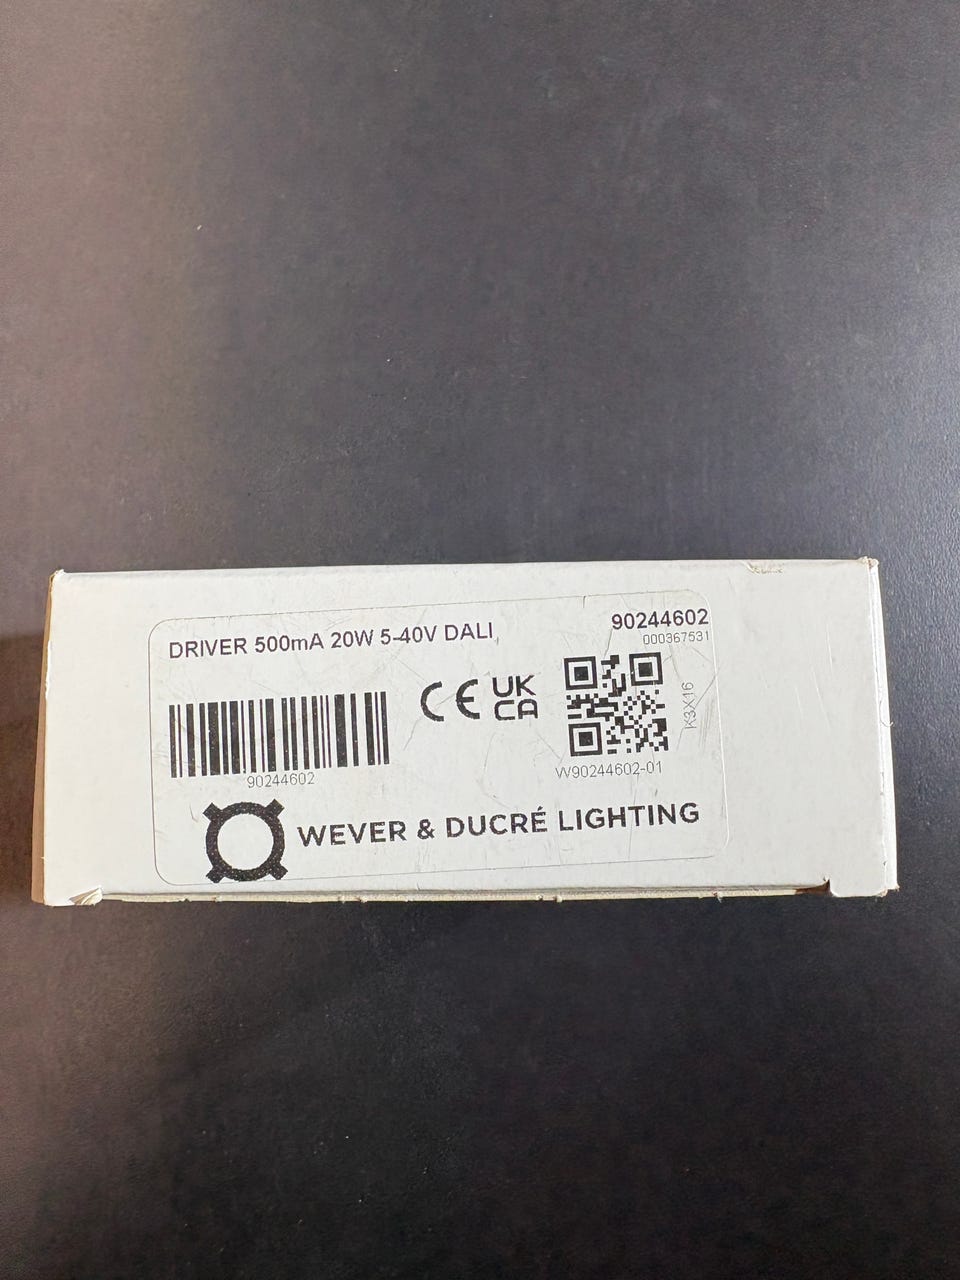 DRIVER 500mA 20W 5-40V DALI
90244602
000367531
CE UK CA
K3X16
90244602
W90244602-01
WEVER & DUCRÉ LIGHTING